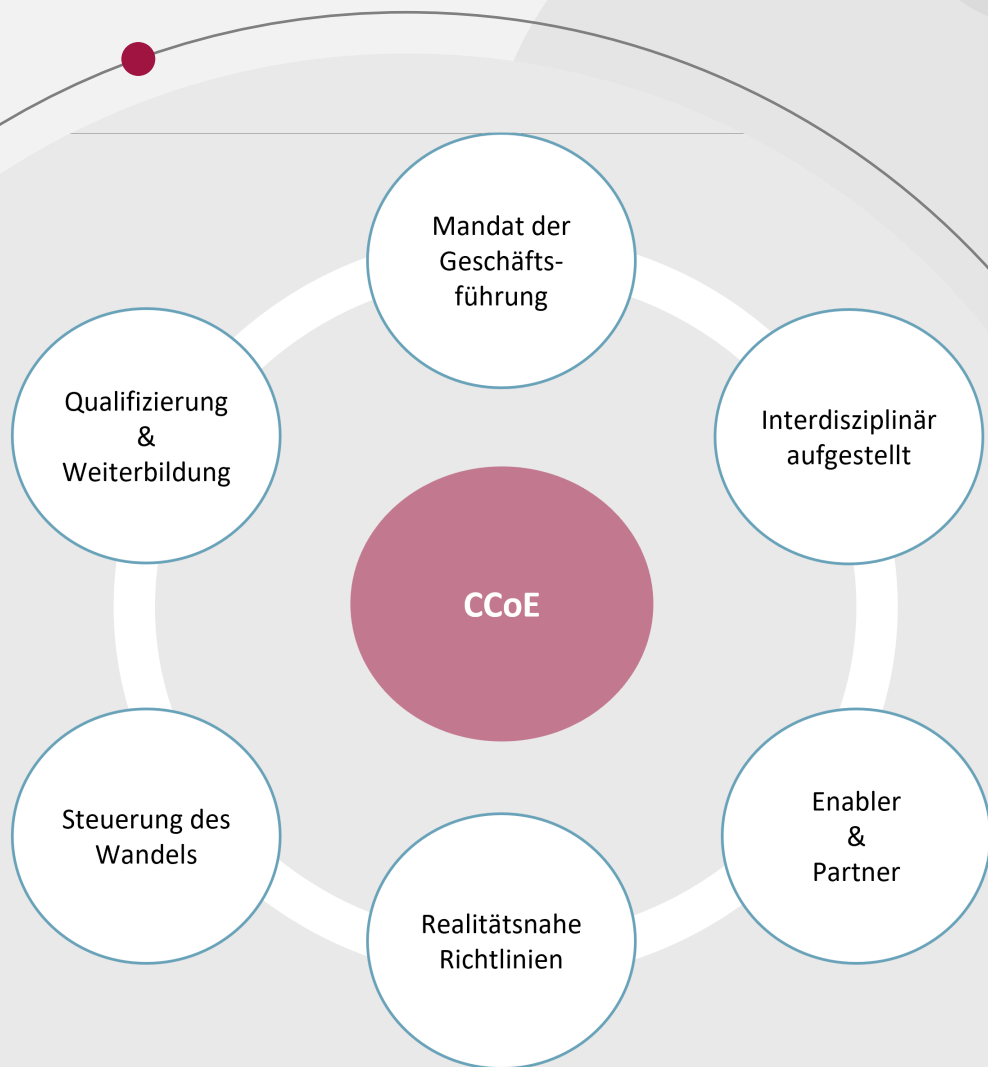 Mandat der
Geschäfts-
führung
Interdisziplinär
aufgestellt
Enabler
&
Partner
Realitätsnahe
Richtlinien
Steuerung des
Wandels
Qualifizierung
&
Weiterbildung
CCoE